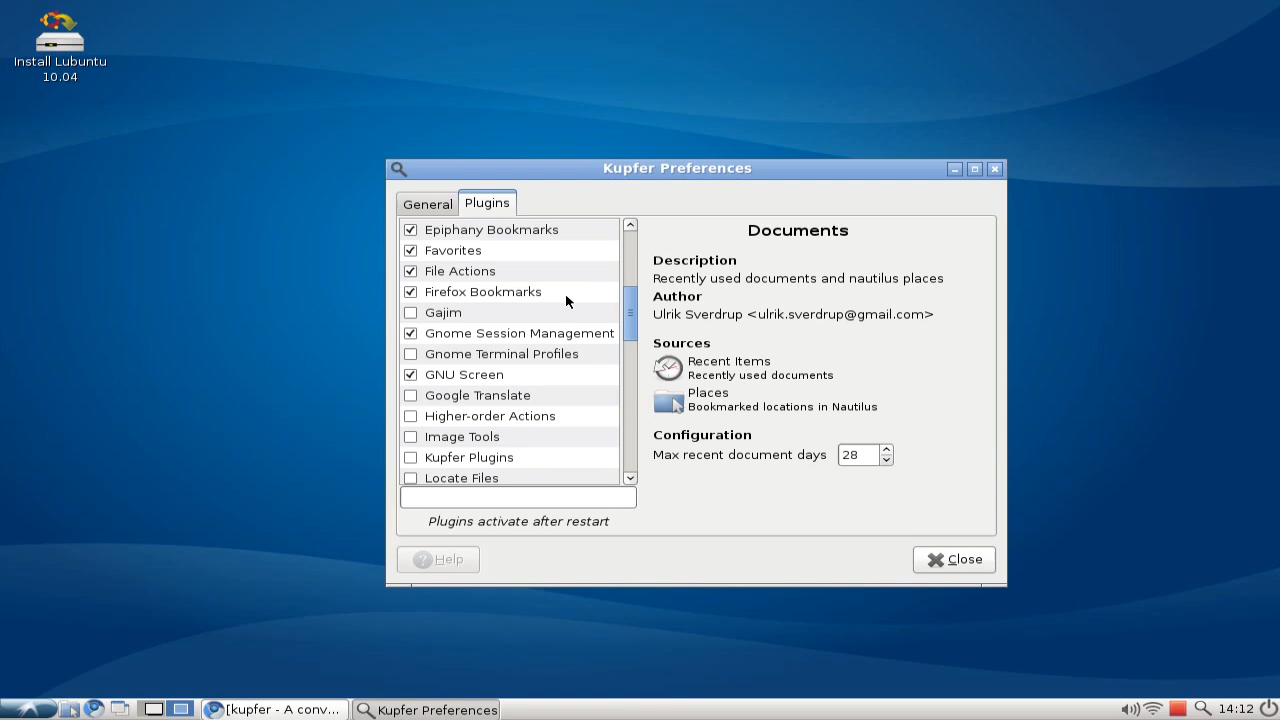 Install Lubuntu
10.04
Kupfer Preferences
General
Plugins
Epiphany Bookmarks
Favorites
File Actions
Firefox Bookmarks
Gajim
Gnome Session Management
Gnome Terminal Profiles
GNU Screen
Google Translate
Higher-order Actions
Image Tools
Kupfer Plugins
Locate Files
Plugins activate after restart
Documents
Description
Recently used documents and nautilus places
Author
Ulrik Sverdrup <ulrik.sverdrup@gmail.com>
Sources
Recent Items
Recently used documents
Places
Bookmarked locations in Nautilus
Configuration
Max recent document days 28
Help
Close
[kupfer - A conv...
Kupfer Preferences
14:12